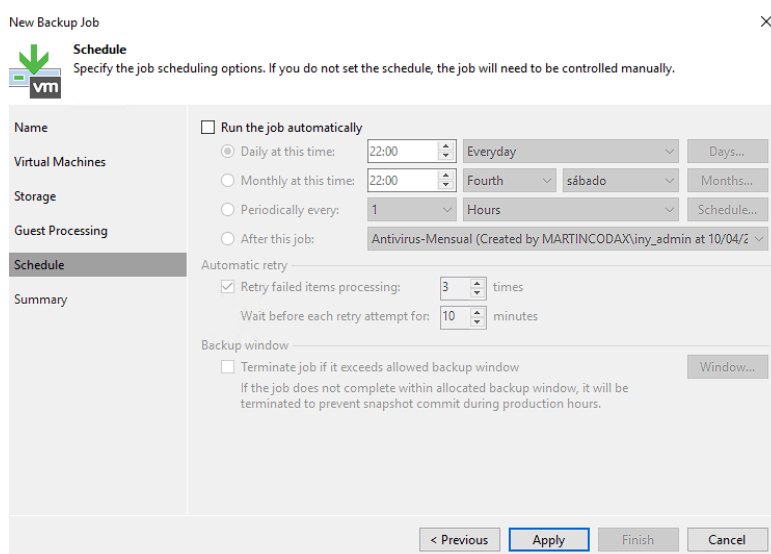 New Backup Job
Schedule
Specify the job scheduling options. If you do not set the schedule, the job will need to be controlled manually.
vm
Name
Virtual Machines
Storage
Guest Processing
Schedule
Summary
Run the job automatically
Daily at this time: 22:00 Everyday Days...
Monthly at this time: 22:00 Fourth sábado Months...
Periodically every: 1 Hours Schedule...
After this job: Antivirus-Mensual (Created by MARTINCODAX\iny_admin at 10/04/2
Automatic retry
Retry failed items processing: 3 times
Wait before each retry attempt for: 10 minutes
Backup window
Terminate job if it exceeds allowed backup window Window...
If the job does not complete within allocated backup window, it will be
terminated to prevent snapshot commit during production hours.
< Previous Apply Finish Cancel